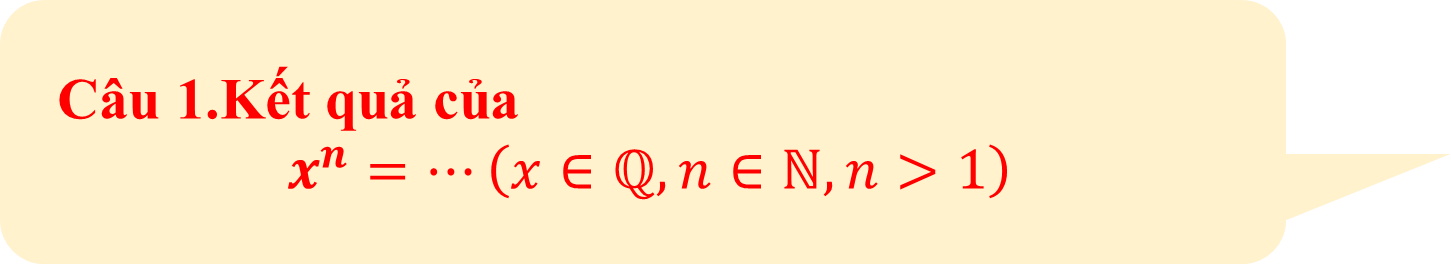 Câu 1.Kết quả của
𝒙ⁿ = ⋯ (𝑥 ∈ ℚ, 𝑛 ∈ ℕ, 𝑛 > 1)